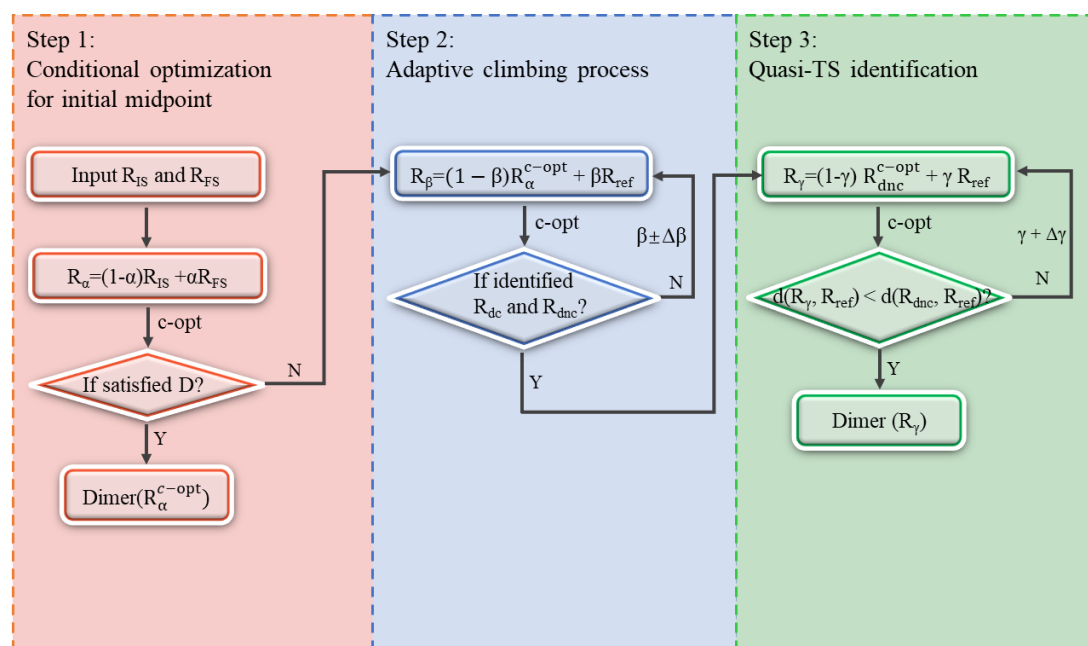 Step 1:
Conditional optimization
for initial midpoint
Input R_IS and R_FS
R_α=(1-α)R_IS +αR_FS
c-opt
If satisfied D?
N
Y
Dimer(R_α^c−opt)
Step 2:
Adaptive climbing process
R_β=(1 − β)R_α^c−opt + βR_ref
c-opt
β±Δβ
If identified
R_dc and R_dnc?
N
Y
Step 3:
Quasi-TS identification
R_γ=(1-γ) R_dnc^c−opt + γ R_ref
c-opt
γ + Δγ
d(R_γ, R_ref) < d(R_dnc, R_ref)?
N
Y
Dimer (R_γ)